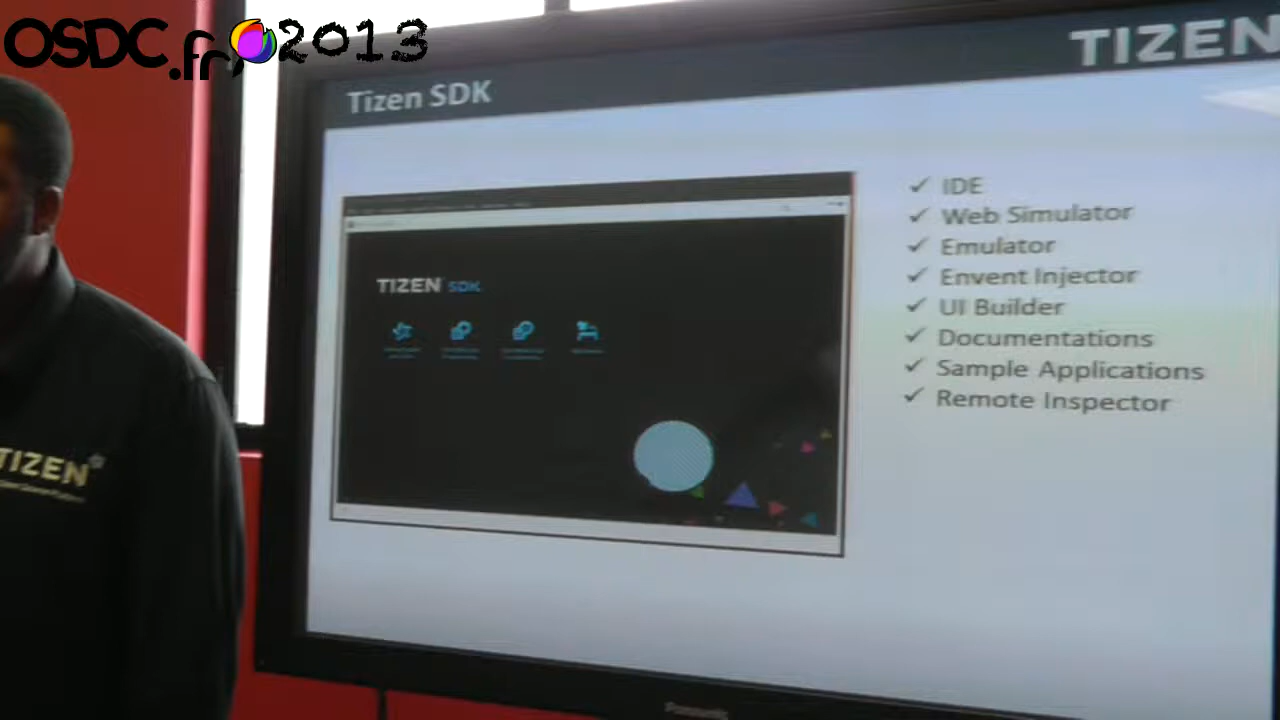 OSDC.fr 2013
TIZEN
Tizen SDK
TIZEN SDK
✓ IDE
✓ Web Simulator
✓ Emulator
✓ Envent Injector
✓ UI Builder
✓ Documentations
✓ Sample Applications
✓ Remote Inspector
TIZEN
Panasonic